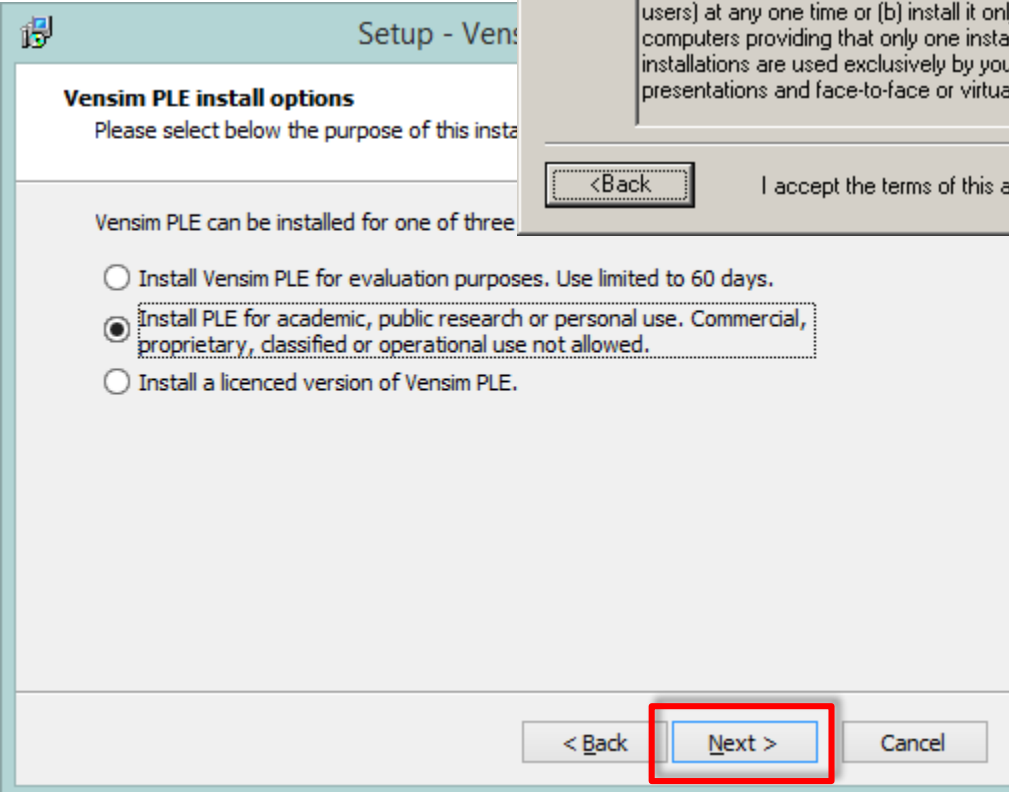 Setup - Vens
Vensim PLE install options
Please select below the purpose of this insta
Vensim PLE can be installed for one of three
Install Vensim PLE for evaluation purposes. Use limited to 60 days.
Install PLE for academic, public research or personal use. Commercial,
proprietary, classified or operational use not allowed.
Install a licenced version of Vensim PLE.
< Back
Next >
Cancel
users) at any one time or (b) install it onl
computers providing that only one insta
installations are used exclusively by you
presentations and face-to-face or virtua
<Back
I accept the terms of this a